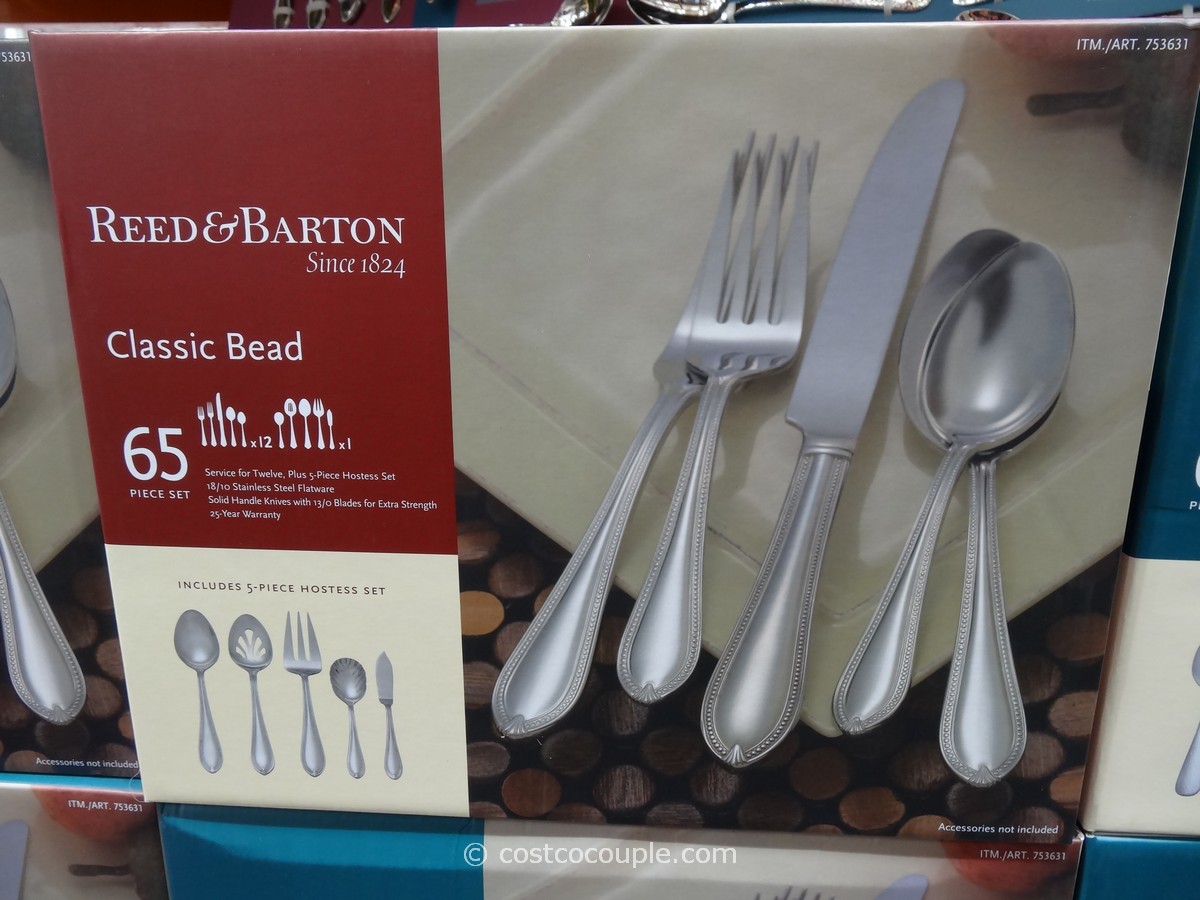 53631
ITM./ART. 753631
REED & BARTON
Since 1824
Classic Bead
x12 x1
65
PIECE SET
Service for Twelve, Plus 5-Piece Hostess Set
18/10 Stainless Steel Flatware
Solid Handle Knives with 13/0 Blades for Extra Strength
25-Year Warranty
INCLUDES 5-PIECE HOSTESS SET
Accessories not included
Accessories not included
ITM./ART. 753631
© costcocouple.com
ITM./ART. 753631